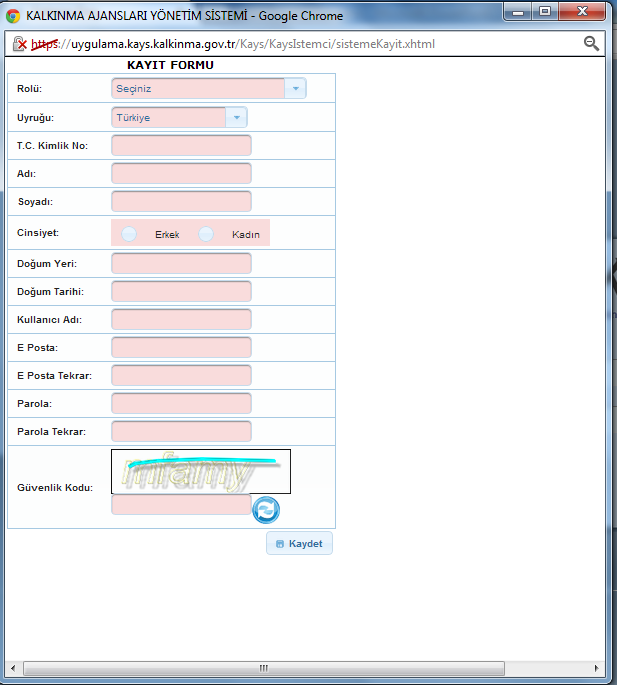 KALKINMA AJANSLARI YÖNETİM SİSTEMİ - Google Chrome
https://uygulama.kays.kalkinma.gov.tr/Kays/KaysIstemci/sistemeKayit.xhtml
KAYIT FORMU
Rolü: Seçiniz
Uyruğu: Türkiye
T.C. Kimlik No:
Adı:
Soyadı:
Cinsiyet: Erkek Kadın
Doğum Yeri:
Doğum Tarihi:
Kullanıcı Adı:
E Posta:
E Posta Tekrar:
Parola:
Parola Tekrar:
mfamy
Güvenlik Kodu:
Kaydet